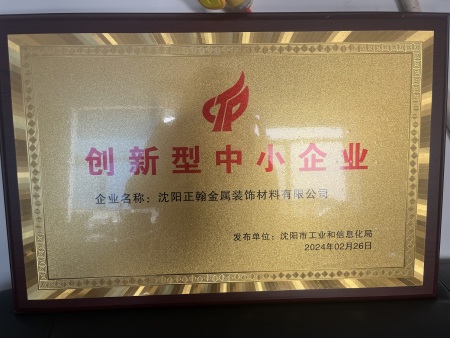 创新型中小企业
企业名称：沈阳正翰金属装饰材料有限公司
发布单位：沈阳市工业和信息化局
2024年02月26日